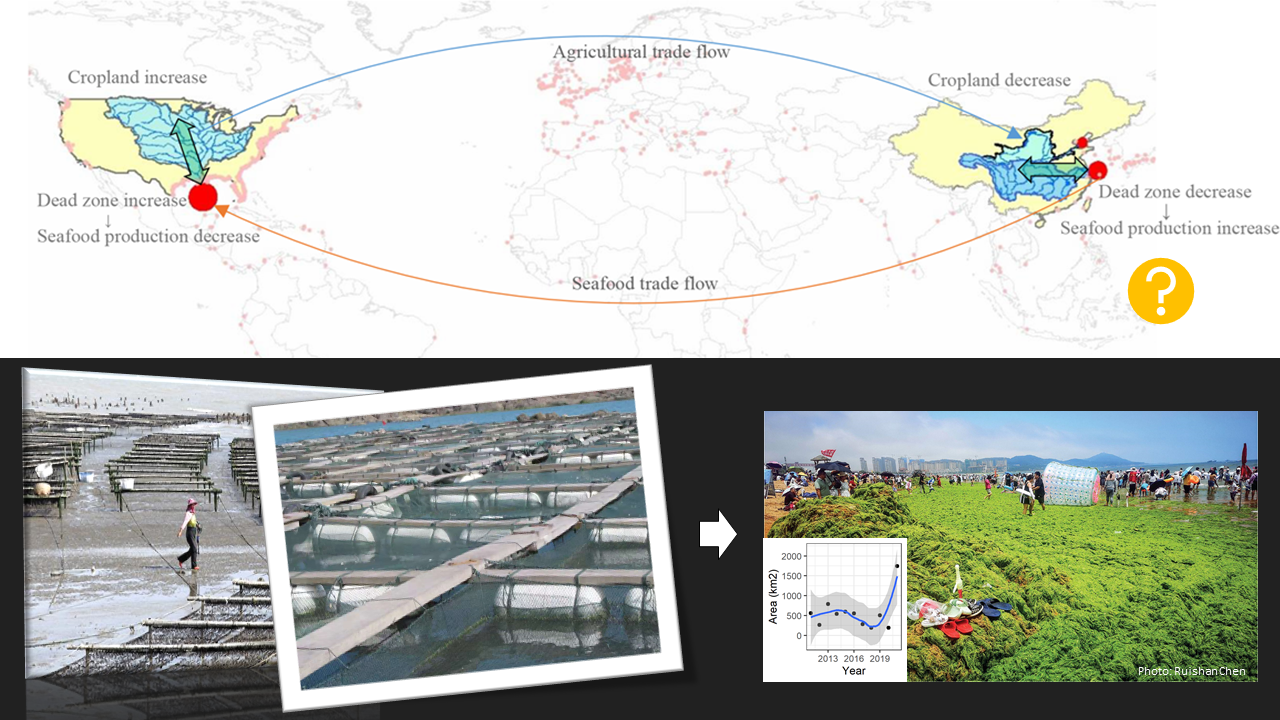 Agricultural trade flow
Cropland increase
Cropland decrease
Dead zone increase
↓
Seafood production decrease
Dead zone decrease
↓
Seafood production increase
Seafood trade flow
?
2000
1500
1000
500
0
Area (km2)
2013 2016 2019
Year
Photo: RuishanChen